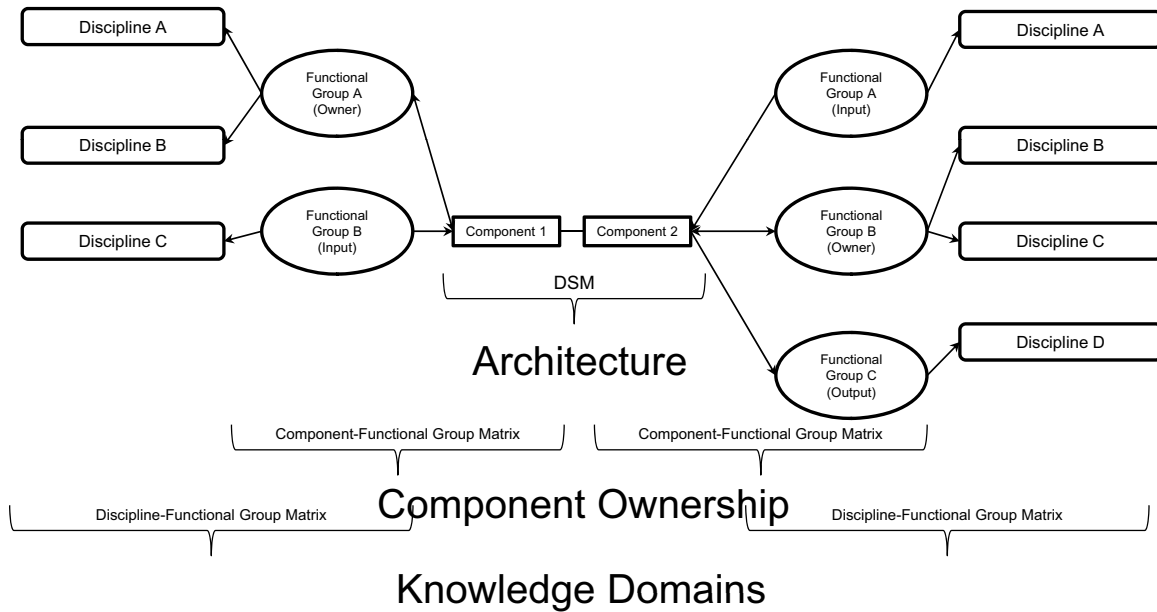 Discipline A
Discipline B
Discipline C
Functional
Group A
(Owner)
Functional
Group B
(Input)
Component 1
Component 2
Functional
Group A
(Input)
Functional
Group B
(Owner)
Functional
Group C
(Output)
Discipline A
Discipline B
Discipline C
Discipline D
DSM
Architecture
Component-Functional Group Matrix
Component-Functional Group Matrix
Component Ownership
Discipline-Functional Group Matrix
Discipline-Functional Group Matrix
Knowledge Domains